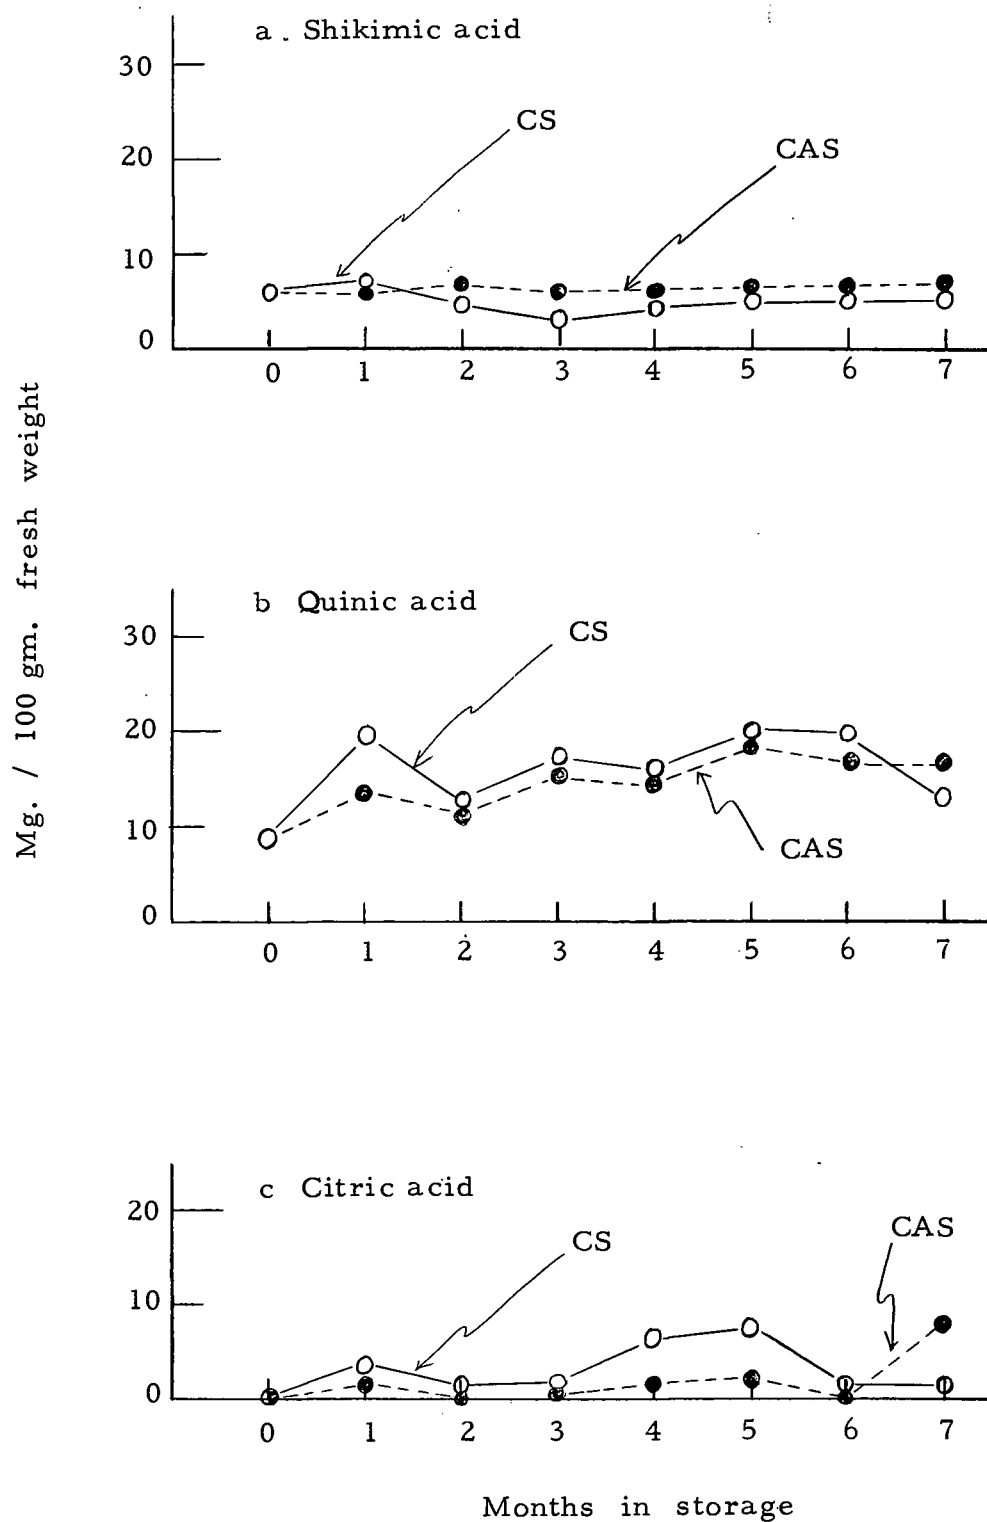 a . Shikimic acid
30
CS
CAS
20
10
0
0 1 2 3 4 5 6 7
Mg. / 100 gm. fresh weight
b Quinic acid
CS
30
20
10
CAS
0
0 1 2 3 4 5 6 7
c Citric acid
20
CAS
CS
10
0
0 1 2 3 4 5 6 7
Months in storage